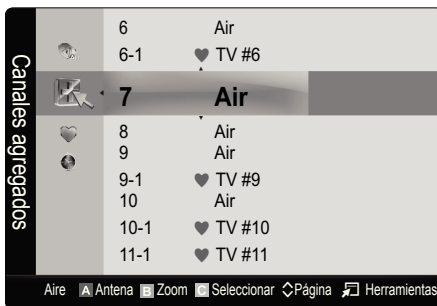 Canales agregados
6 Air
6-1 ♥ TV #6
7 Air
8 Air
9 Air
9-1 ♥ TV #9
10 Air
10-1 ♥ TV #10
11-1 ♥ TV #11
Aire A Antena B Zoom C Seleccionar Página Herramientas